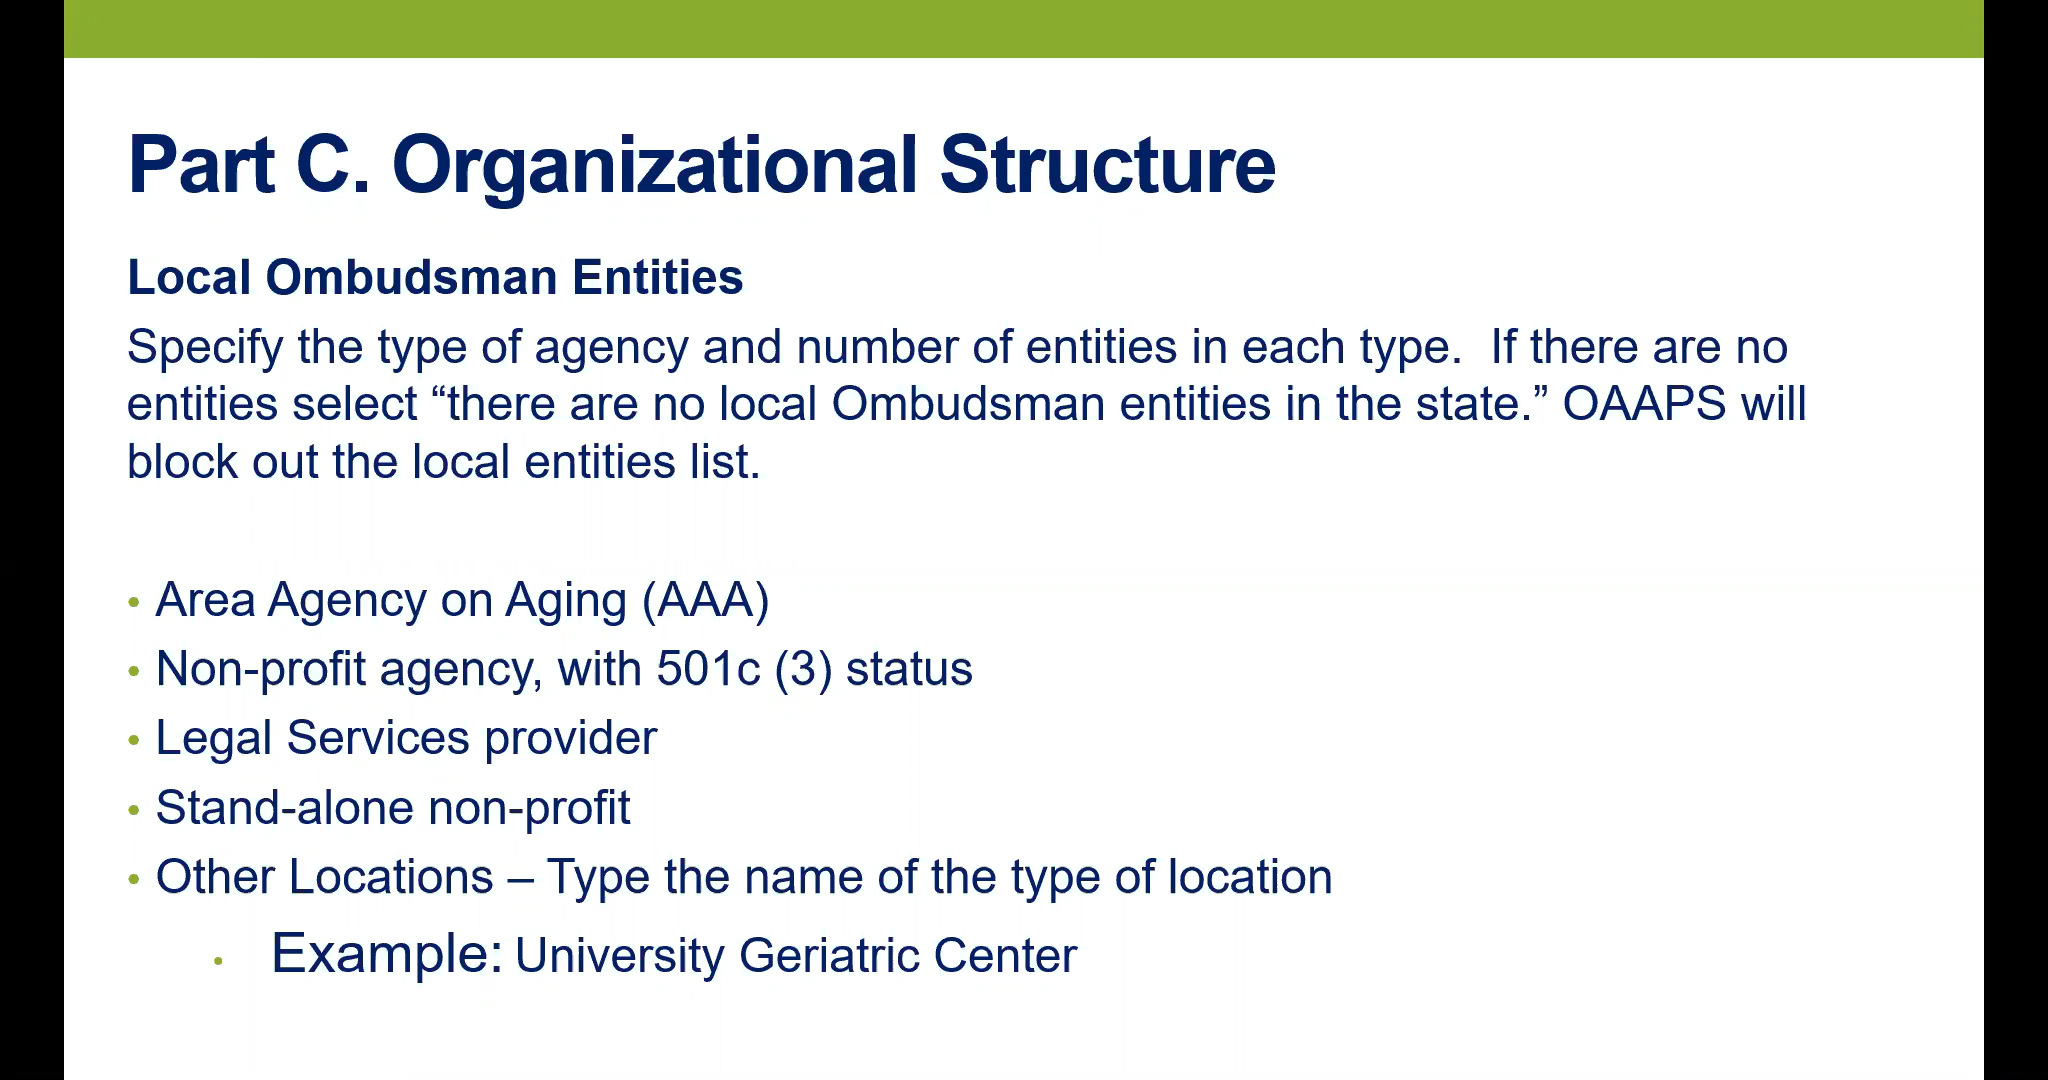 Part C. Organizational Structure
Local Ombudsman Entities
Specify the type of agency and number of entities in each type.  If there are no
entities select “there are no local Ombudsman entities in the state.” OAAPS will
block out the local entities list.
• Area Agency on Aging (AAA)
• Non-profit agency, with 501c (3) status
• Legal Services provider
• Stand-alone non-profit
• Other Locations – Type the name of the type of location
• Example: University Geriatric Center